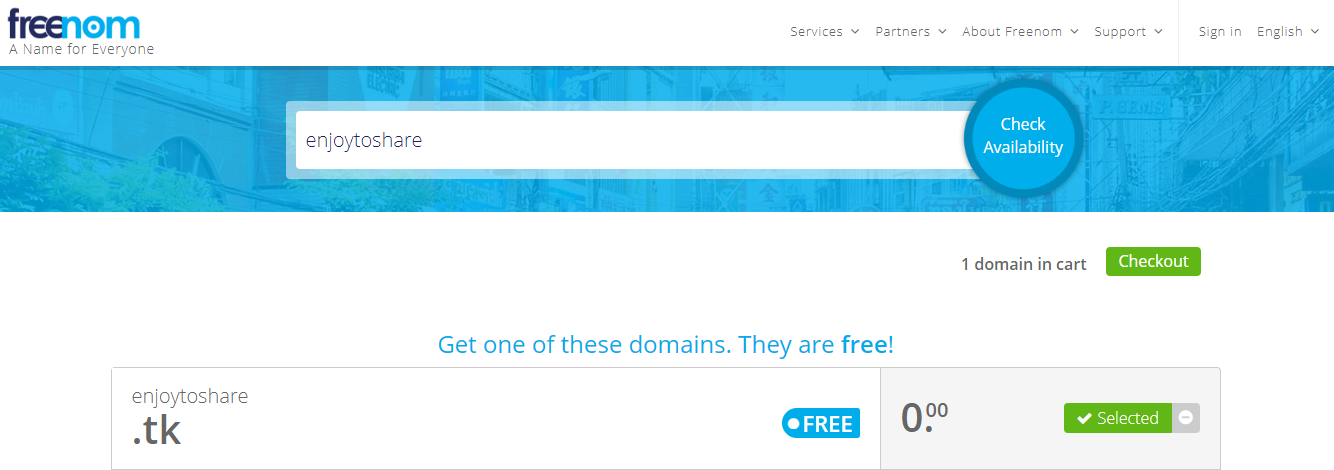 freenom
A Name for Everyone
Services Partners About Freenom Support Sign in English
enjoytoshare
Check
Availability
P.SEMS
1 domain in cart Checkout
Get one of these domains. They are free!
enjoytoshare
.tk
FREE
0.00
Selected